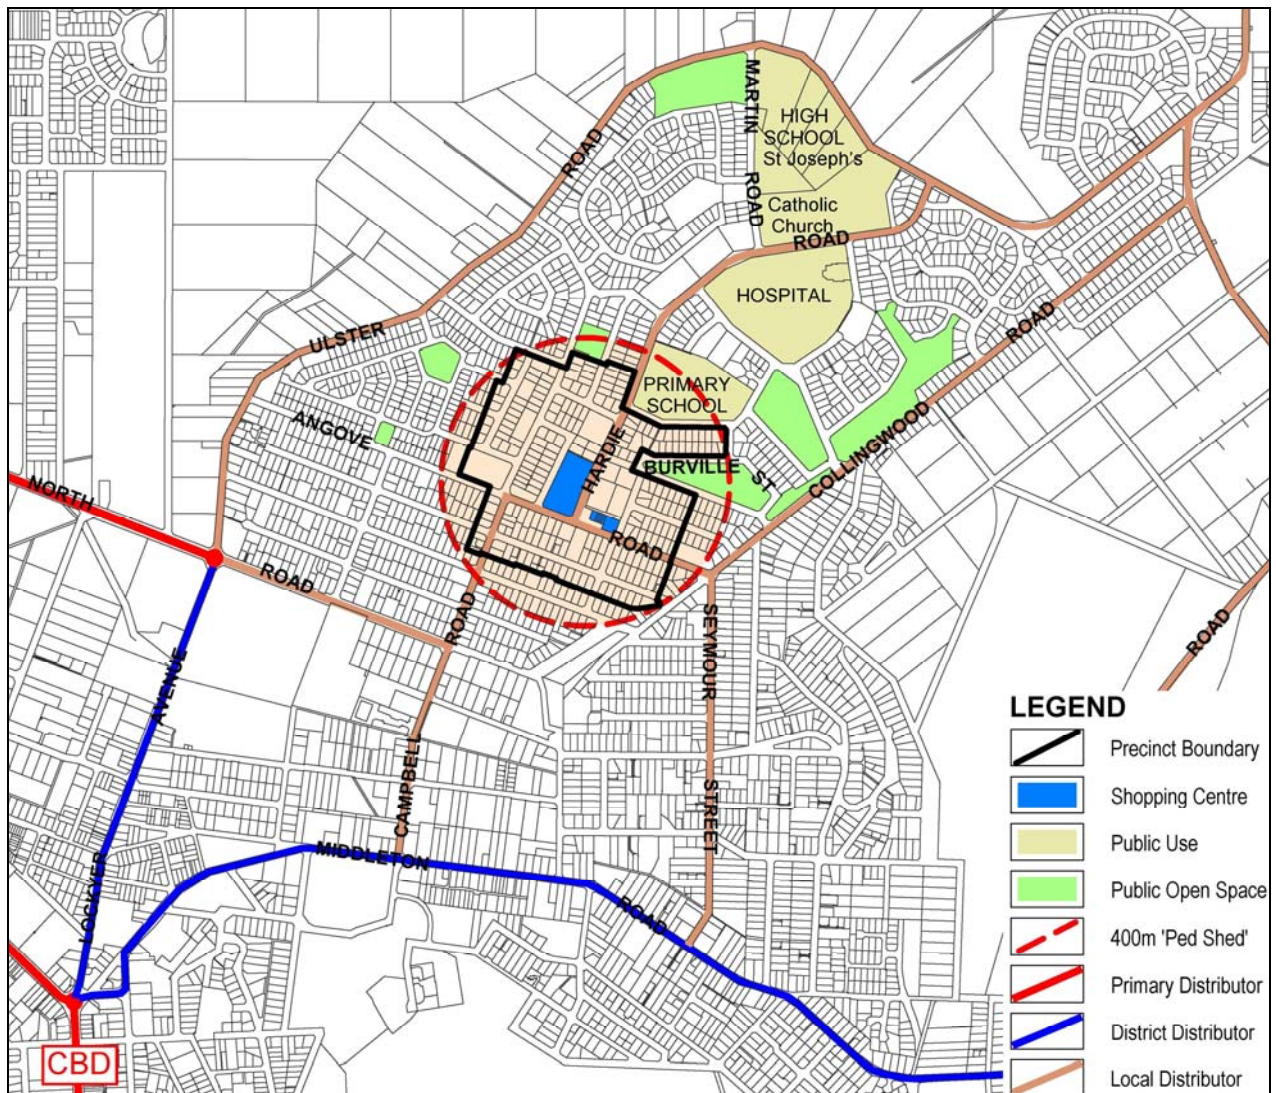 MARTIN
HIGH
SCHOOL
St Joseph's
ROAD
ROAD
Catholic
Church
ROAD
HOSPITAL
ROAD
ULSTER
PRIMARY
SCHOOL
ANGOVE
HARDIE
COLLINGWOOD
BURVILLE
ST
NORTH
ROAD
ROAD
ROAD
SEYMOUR
ROAD
AVENUE
CAMPBELL
STREET
MIDDLETON
LOCKYER
ROAD
CBD
LEGEND
Precinct Boundary
Shopping Centre
Public Use
Public Open Space
400m 'Ped Shed'
Primary Distributor
District Distributor
Local Distributor